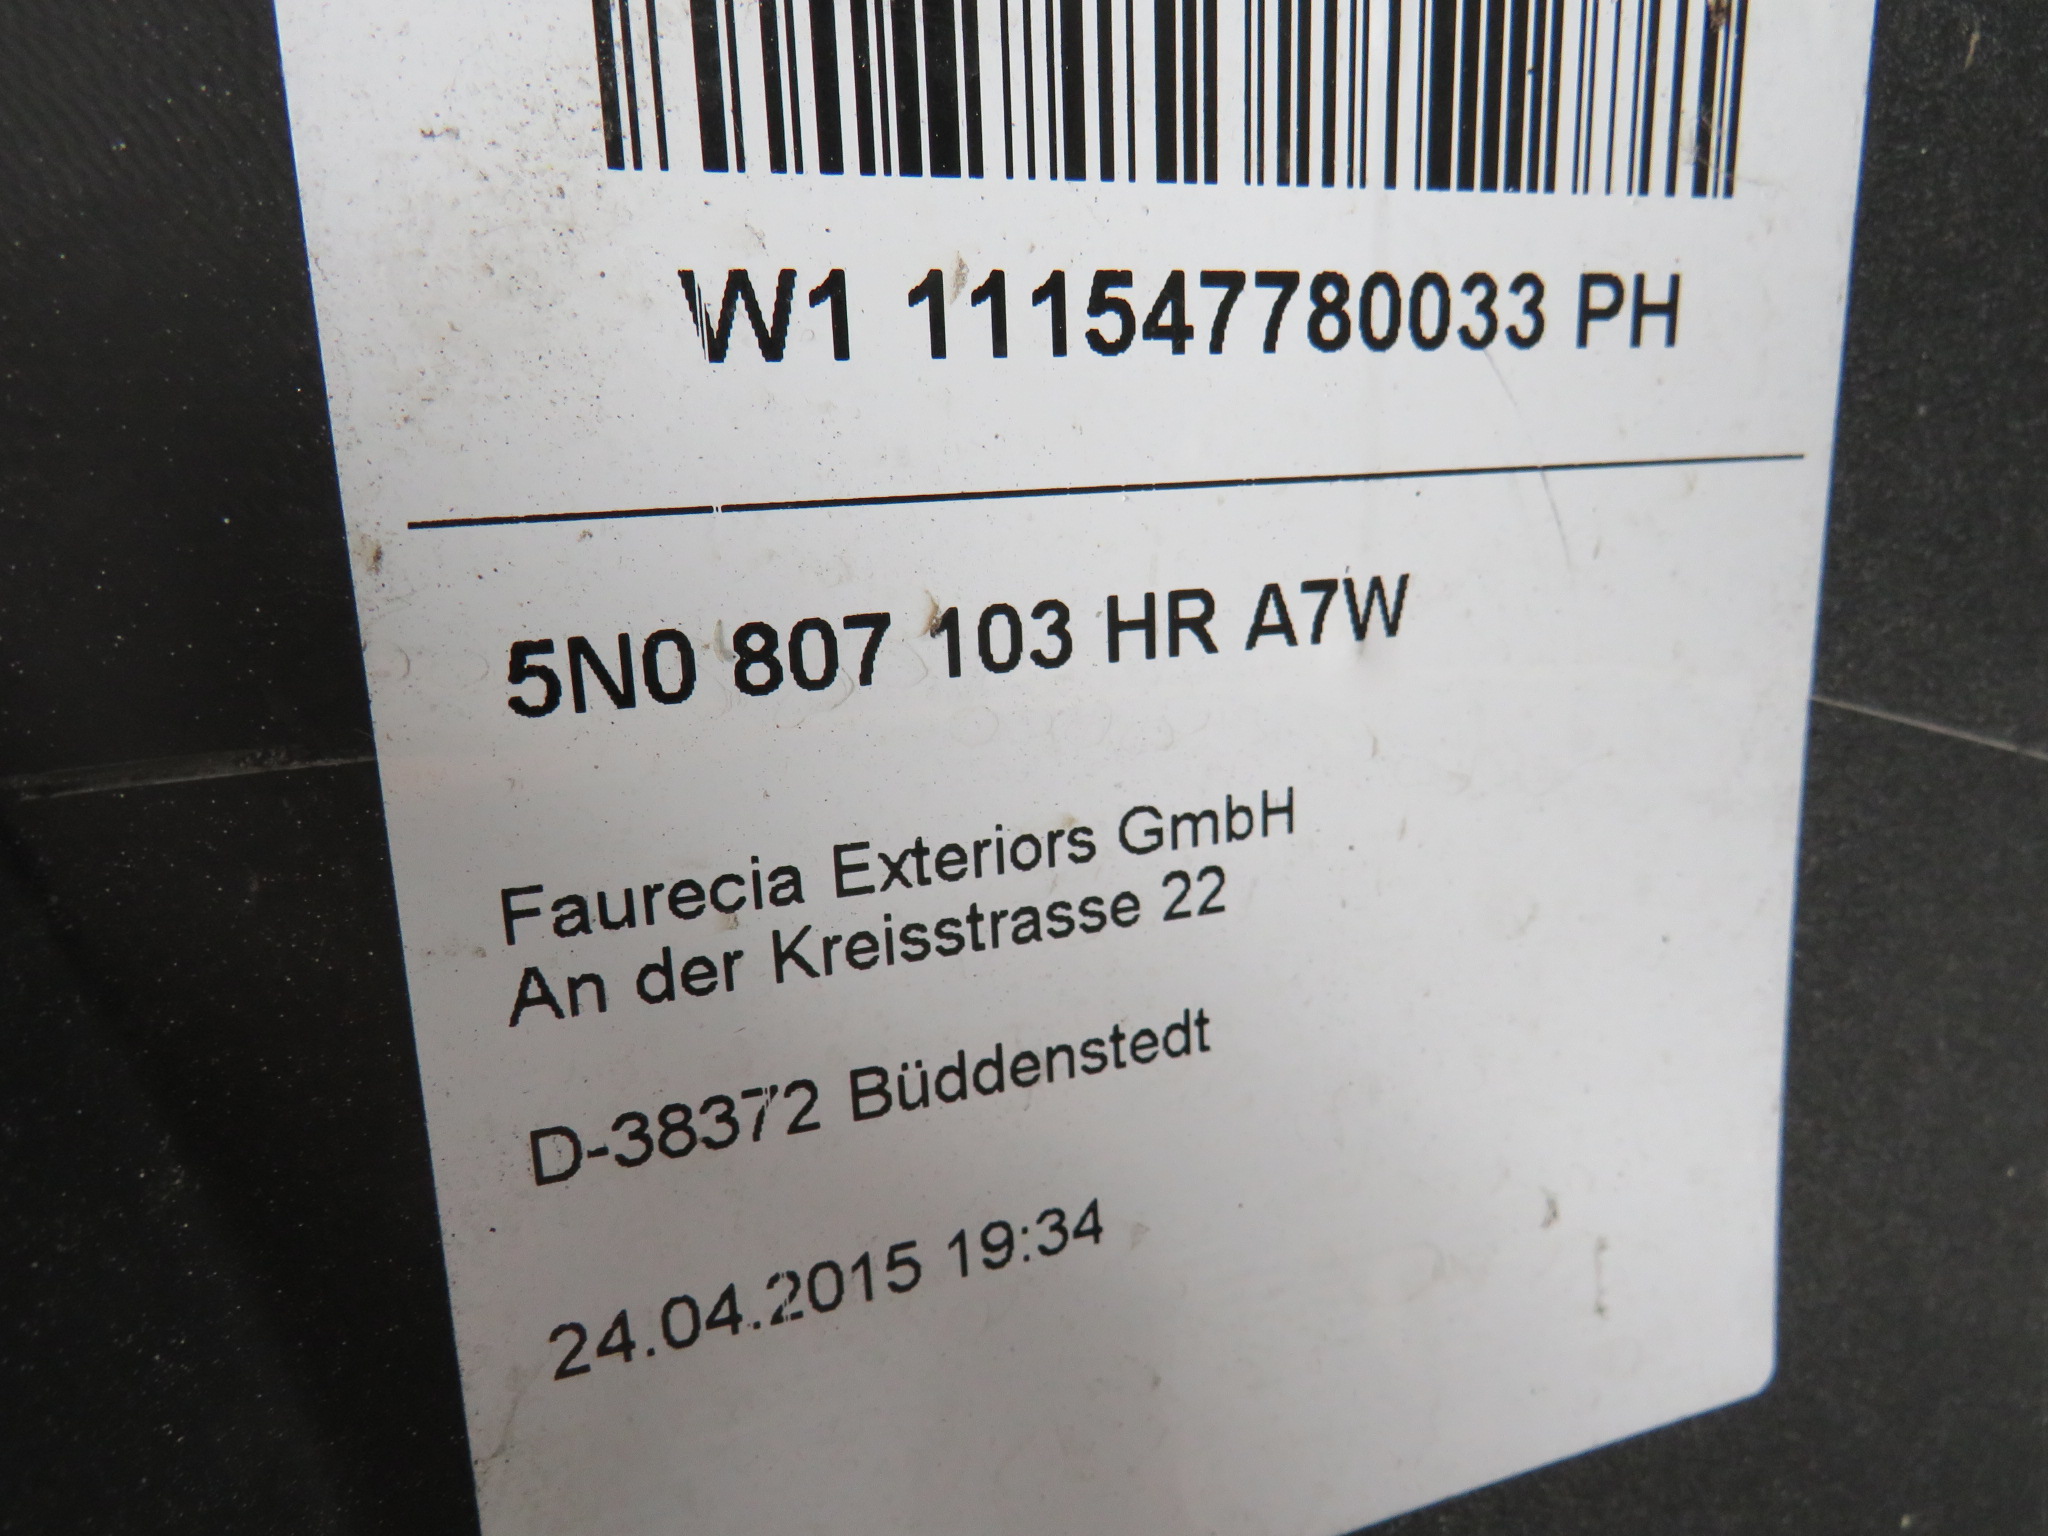 W1 111547780033 PH
5N0 807 103 HR A7W
Faurecia Exteriors GmbH
An der Kreisstrasse 22
D-38372 Büddenstedt
24.04.2015 19:34